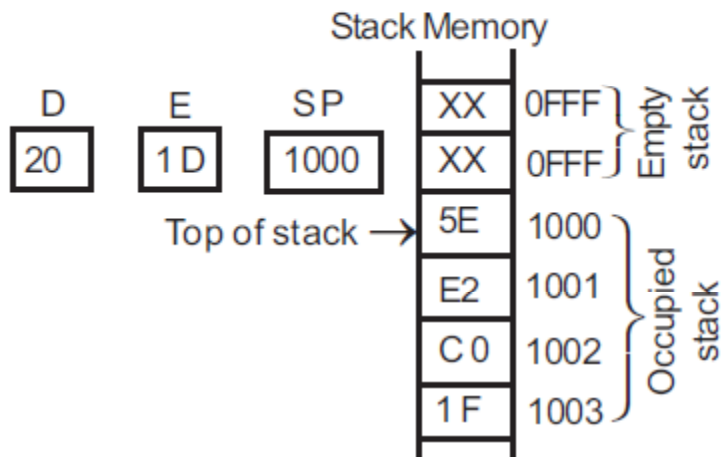 Stack Memory
D E SP
20 1D 1000
XX 0FFF
XX 0FFF
Empty stack
Top of stack → 5E 1000
E2 1001
C0 1002
1F 1003
Occupied stack